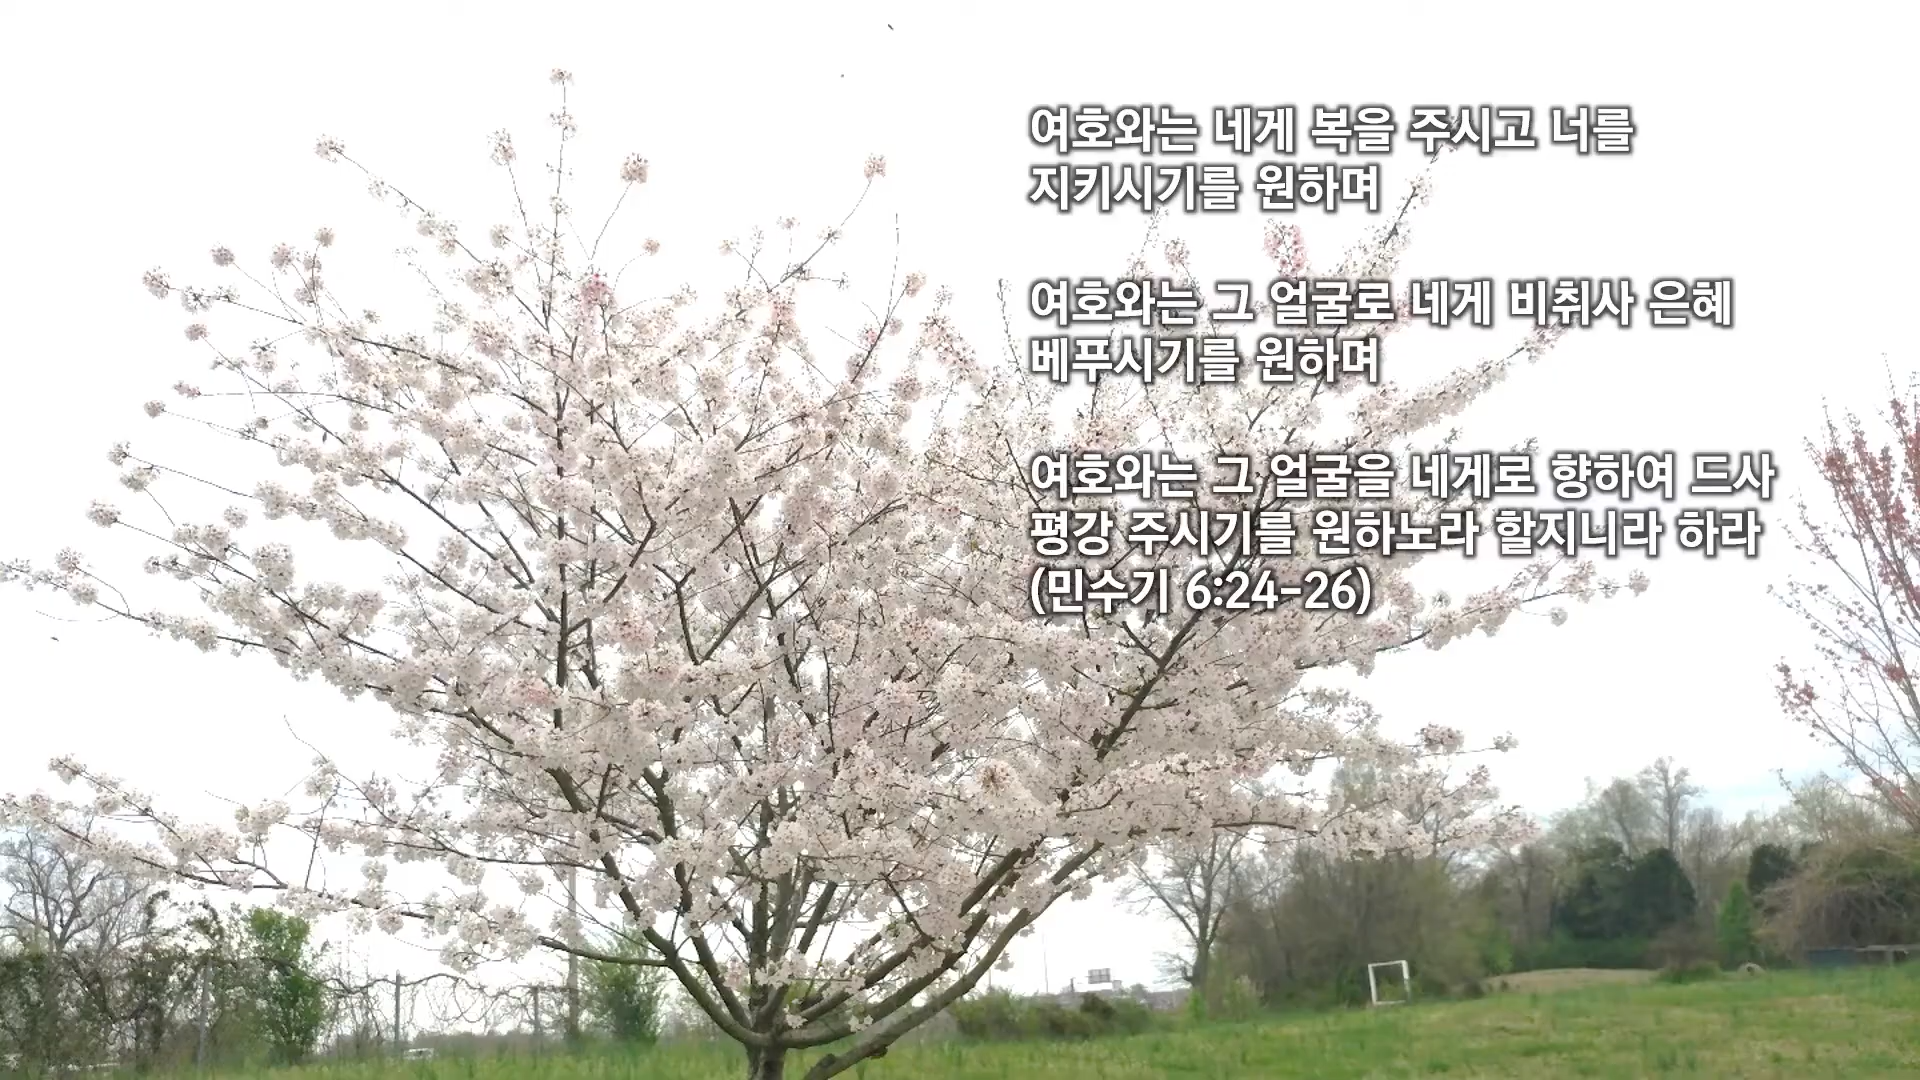 여호와는 네게 복을 주시고 너를
지키시기를 원하며
여호와는 그 얼굴로 네게 비취사 은혜
베푸시기를 원하며
여호와는 그 얼굴을 네게로 향하여 드사
평강 주시기를 원하노라 할지니라 하라
(민수기 6:24-26)